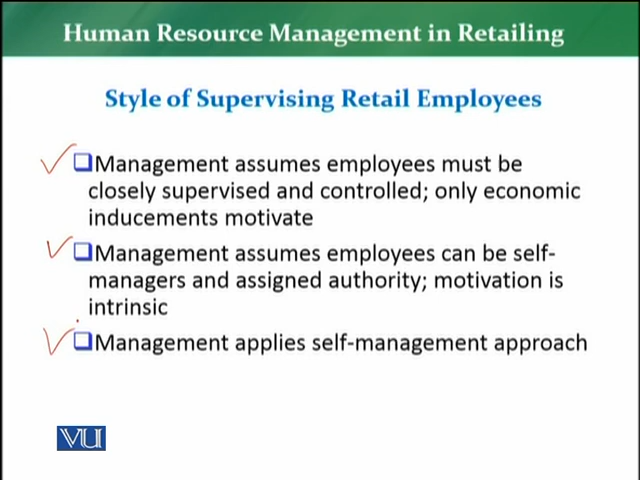 Human Resource Management in Retailing
Style of Supervising Retail Employees
Management assumes employees must be
closely supervised and controlled; only economic
inducements motivate
Management assumes employees can be self-
managers and assigned authority; motivation is
intrinsic
Management applies self-management approach
VU